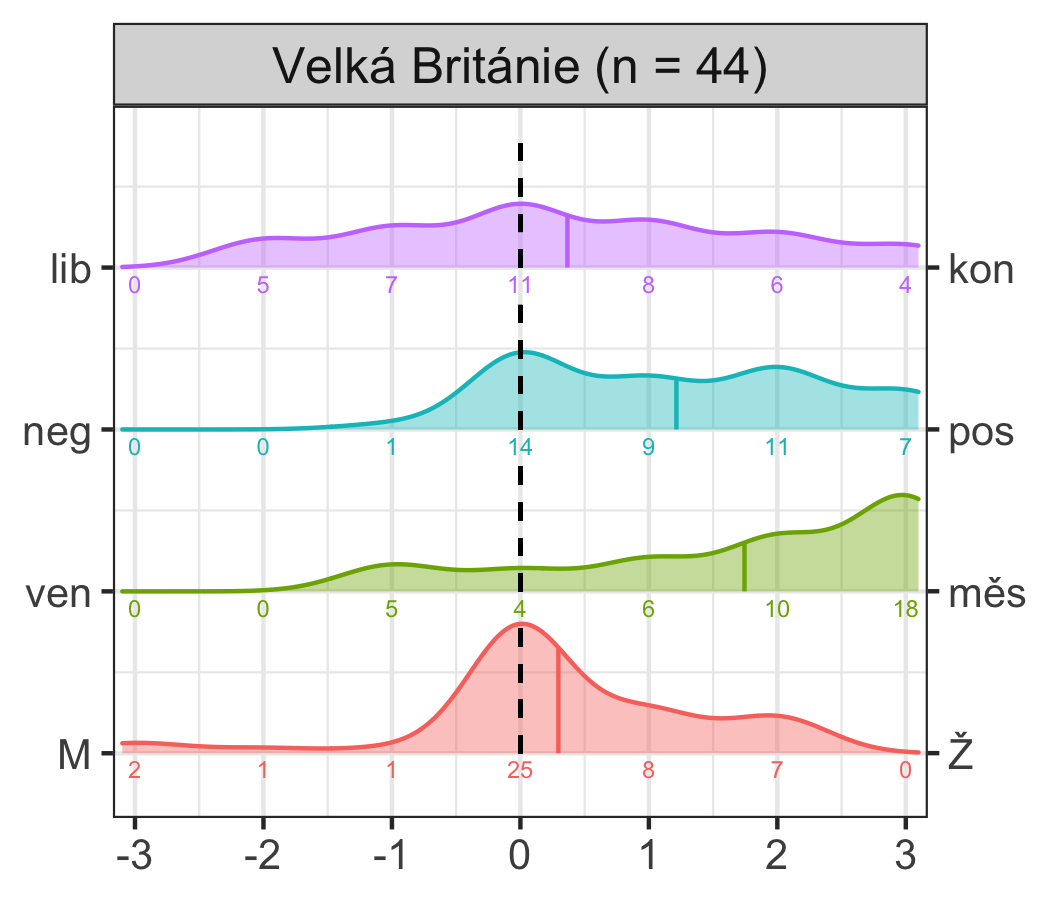 Velká Británie (n = 44)
lib kon
0 5 7 11 8 6 4
neg pos
0 0 1 14 9 11 7
ven měs
0 0 5 4 6 10 18
M Ž
2 1 1 25 8 7 0
-3 -2 -1 0 1 2 3